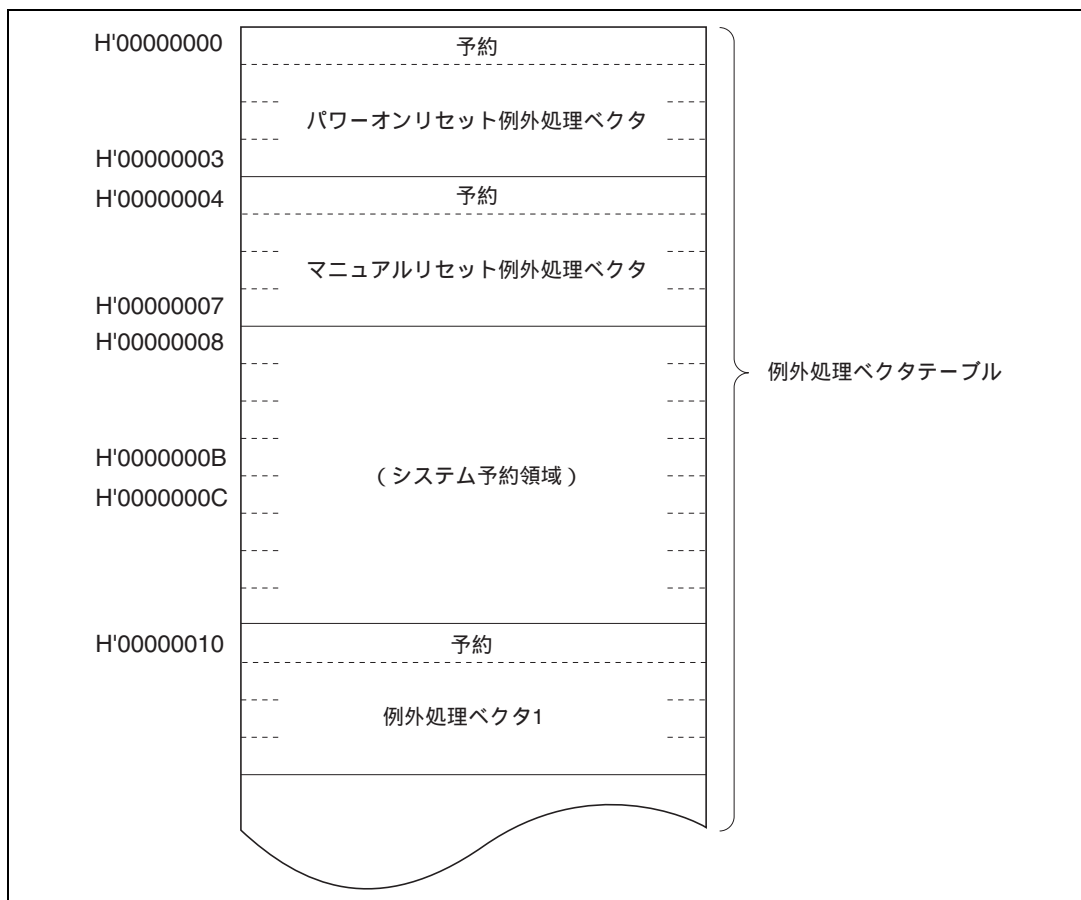 H'00000000
予約
パワーオンリセット例外処理ベクタ
H'00000003
H'00000004
予約
マニュアルリセット例外処理ベクタ
H'00000007
H'00000008
例外処理ベクタテーブル
H'0000000B
(システム予約領域)
H'0000000C
H'00000010
予約
例外処理ベクタ1